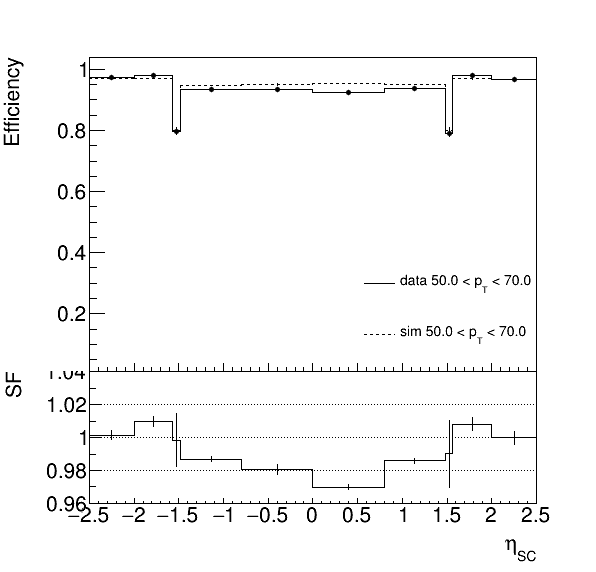 Efficiency
1
0.8
0.6
0.4
0.2
data 50.0 < p_T < 70.0
sim 50.0 < p_T < 70.0
SF
1.04
1.02
1
0.98
0.96
−2.5 −2 −1.5 −1 −0.5 0 0.5 1 1.5 2 2.5
η_SC